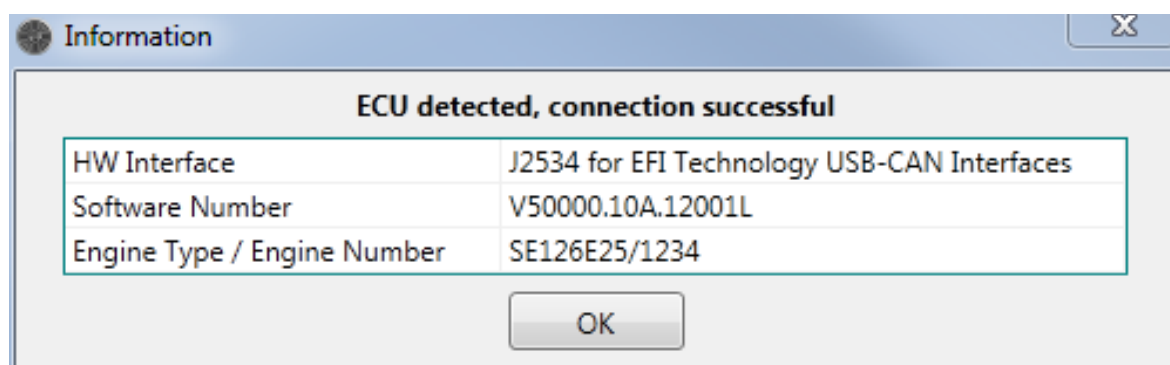 Information
ECU detected, connection successful
HW Interface J2534 for EFI Technology USB-CAN Interfaces
Software Number V50000.10A.12001L
Engine Type / Engine Number SE126E25/1234
OK